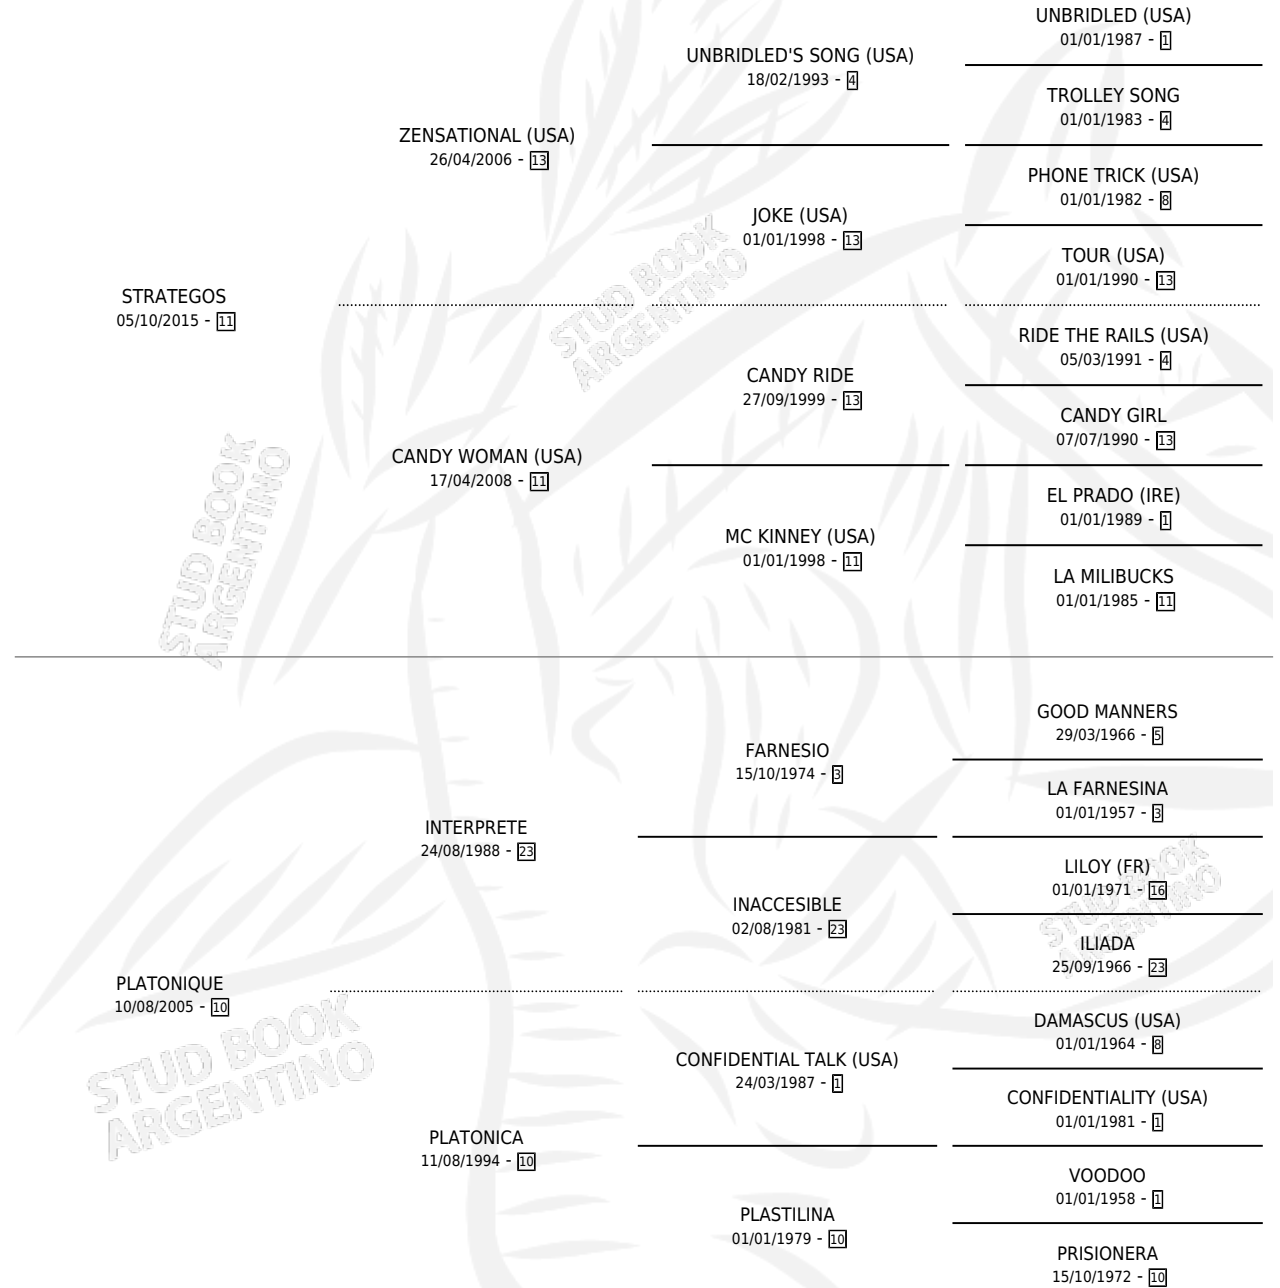 UNBRIDLED (USA)
01/01/1987 - 1
UNBRIDLED'S SONG (USA)
18/02/1993 - 4
TROLLEY SONG
01/01/1983 - 4
ZENSATIONAL (USA)
26/04/2006 - 13
PHONE TRICK (USA)
01/01/1982 - 8
JOKE (USA)
01/01/1998 - 13
TOUR (USA)
01/01/1990 - 13
STRATEGOS
05/10/2015 - 11
RIDE THE RAILS (USA)
05/03/1991 - 4
CANDY RIDE
27/09/1999 - 13
CANDY GIRL
07/07/1990 - 13
CANDY WOMAN (USA)
17/04/2008 - 11
EL PRADO (IRE)
01/01/1989 - 1
MC KINNEY (USA)
01/01/1998 - 11
LA MILIBUCKS
01/01/1985 - 11
GOOD MANNERS
29/03/1966 - 5
FARNESIO
15/10/1974 - 3
LA FARNESINA
01/01/1957 - 3
INTERPRETE
24/08/1988 - 23
LILOY (FR)
01/01/1971 - 16
INACCESIBLE
02/08/1981 - 23
ILIADA
25/09/1966 - 23
PLATONIQUE
10/08/2005 - 10
DAMASCUS (USA)
01/01/1964 - 8
CONFIDENTIAL TALK (USA)
24/03/1987 - 1
CONFIDENTIALITY (USA)
01/01/1981 - 1
PLATONICA
11/08/1994 - 10
VOODOO
01/01/1958 - 1
PLASTILINA
01/01/1979 - 10
PRISIONERA
15/10/1972 - 10
STUD BOOK
ARGENTINO
STUD BOOK
ARGENTINO
STUD BOOK
ARGENTINO
STUD BOOK
ARGENTINO